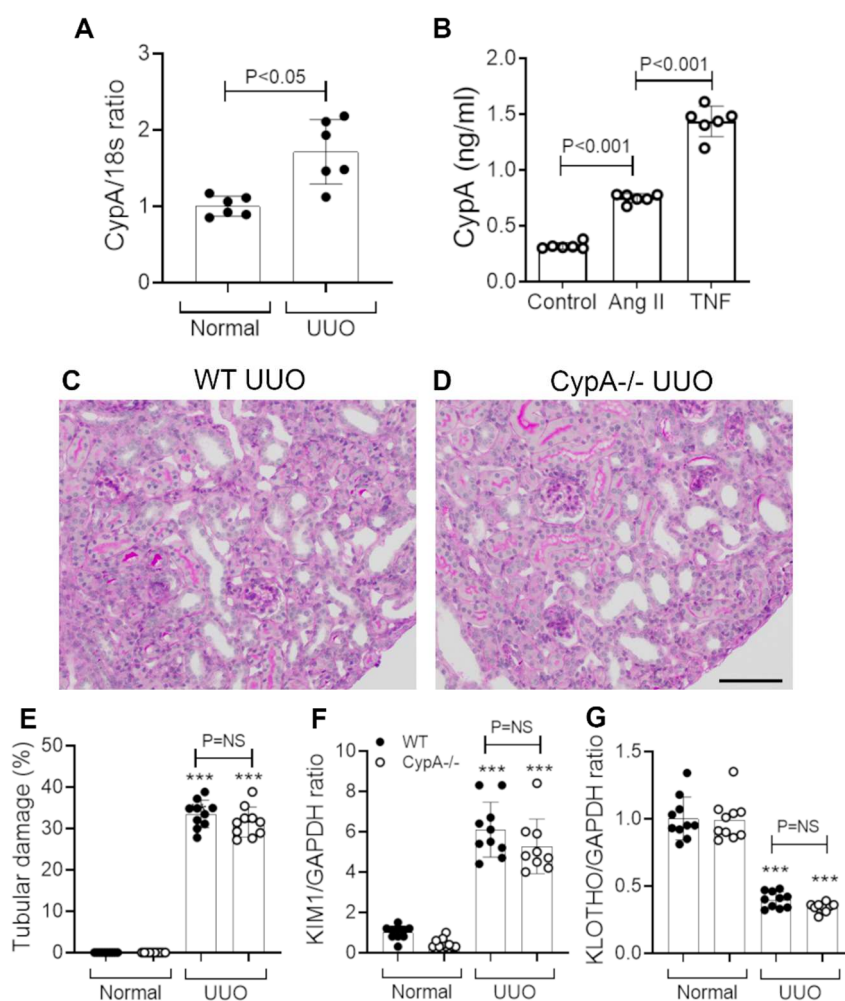 A
3
2
1
0
CypA/18s ratio
P<0.05
Normal
UUO
B
2.0
1.5
1.0
0.5
0.0
CypA (ng/ml)
P<0.001
P<0.001
Control
Ang II
TNF
C
WT UUO
D
CypA-/- UUO
E
50
40
30
20
10
0
Tubular damage (%)
P=NS
***
***
Normal
UUO
F
10
8
6
4
2
0
KIM1/GAPDH ratio
WT
CypA-/-
P=NS
***
***
Normal
UUO
G
1.5
1.0
0.5
0.0
KLOTHO/GAPDH ratio
P=NS
***
***
Normal
UUO